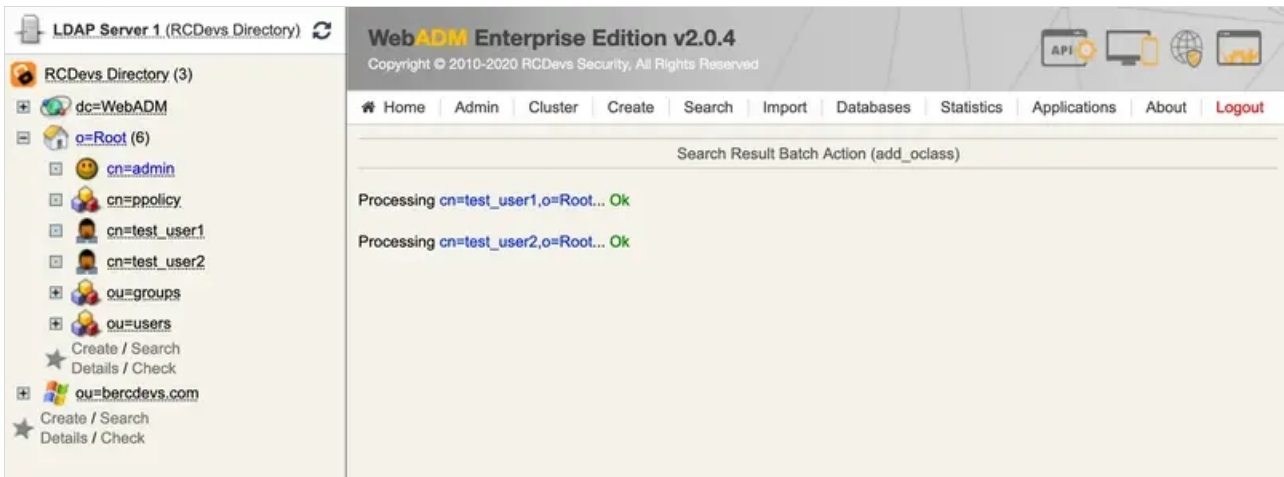 LDAP Server 1 (RCDevs Directory)
RCDevs Directory (3)
dc=WebADM
o=Root (6)
cn=admin
cn=ppolicy
cn=test_user1
cn=test_user2
ou=groups
ou=users
Create / Search
Details / Check
ou=bercdevs.com
Create / Search
Details / Check
WebADM Enterprise Edition v2.0.4
Copyright © 2010-2020 RCDevs Security, All Rights Reserved
API
Home Admin Cluster Create Search Import Databases Statistics Applications About Logout
Search Result Batch Action (add_oclass)
Processing cn=test_user1,o=Root... Ok
Processing cn=test_user2,o=Root... Ok